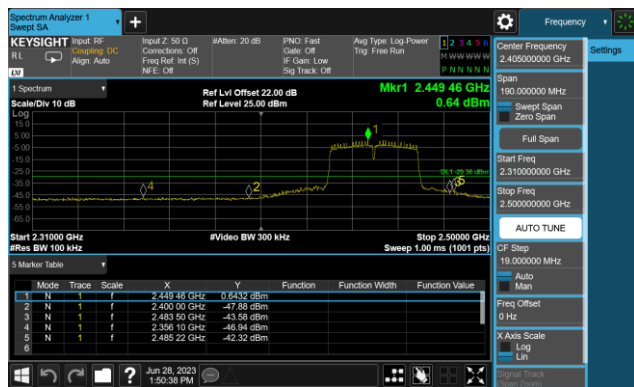 Spectrum Analyzer 1
Swept SA
Frequency
KEYSIGHT
RL
LXI
Input: RF
Coupling: DC
Align: Auto
Input Z: 50 Ω
Corrections: Off
Freq Ref: Int (S)
NFE: Off
#Atten: 20 dB
PNO: Fast
Gate: Off
IF Gain: Low
Sig Track: Off
Avg Type: Log-Power
Trig: Free Run
1 2 3 4 5 6
M W W W W W
P N N N N N
1 Spectrum
Scale/Div 10 dB
Log
Ref Lvl Offset 22.00 dB
Ref Level 25.00 dBm
Mkr1 2.449 46 GHz
0.64 dBm
15.0
5.00
-5.00
-15.0
-25.0
-35.0
-45.0
-55.0
-65.0
1
DL1 -29.36 dBm
4
2
3
5
Start 2.31000 GHz
#Res BW 100 kHz
#Video BW 300 kHz
Stop 2.50000 GHz
Sweep 1.00 ms (1001 pts)
5 Marker Table
Mode Trace Scale X Y Function Function Width Function Value
1 N 1 f 2.449 46 GHz 0.6432 dBm
2 N 1 f 2.400 00 GHz -47.88 dBm
3 N 1 f 2.483 50 GHz -43.58 dBm
4 N 1 f 2.356 10 GHz -46.94 dBm
5 N 1 f 2.485 22 GHz -42.32 dBm
6
Jun 28, 2023
1:50:38 PM
Center Frequency
2.405000000 GHz
Settings
Span
190.000000 MHz
Swept Span
Zero Span
Full Span
Start Freq
2.310000000 GHz
Stop Freq
2.500000000 GHz
AUTO TUNE
CF Step
19.000000 MHz
Auto
Man
Freq Offset
0 Hz
X Axis Scale
Log
Lin
Signal Track
(Span Zoom)